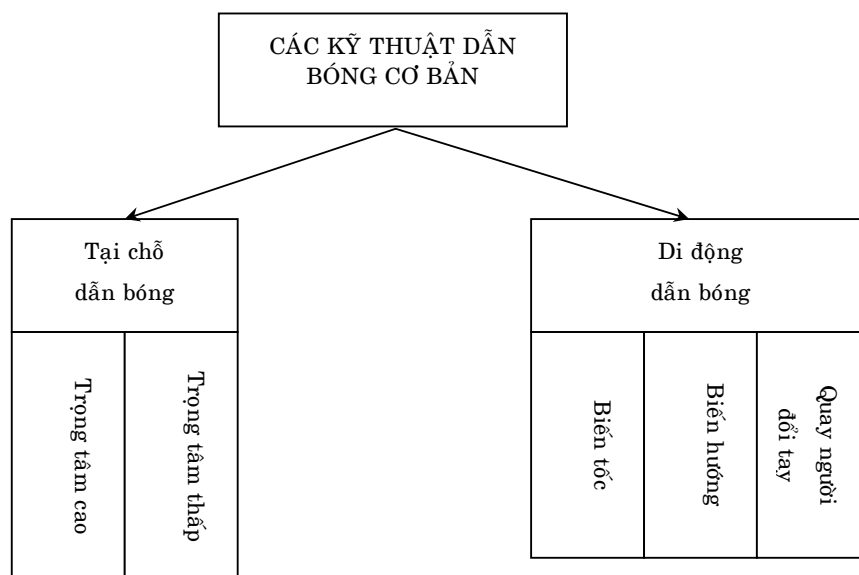 CÁC KỸ THUẬT DẪN
BÓNG CƠ BẢN
Tại chỗ
dẫn bóng
Di động
dẫn bóng
Trọng tâm cao
Trọng tâm thấp
Biến tốc
Biến hướng
Quay người
đổi tay